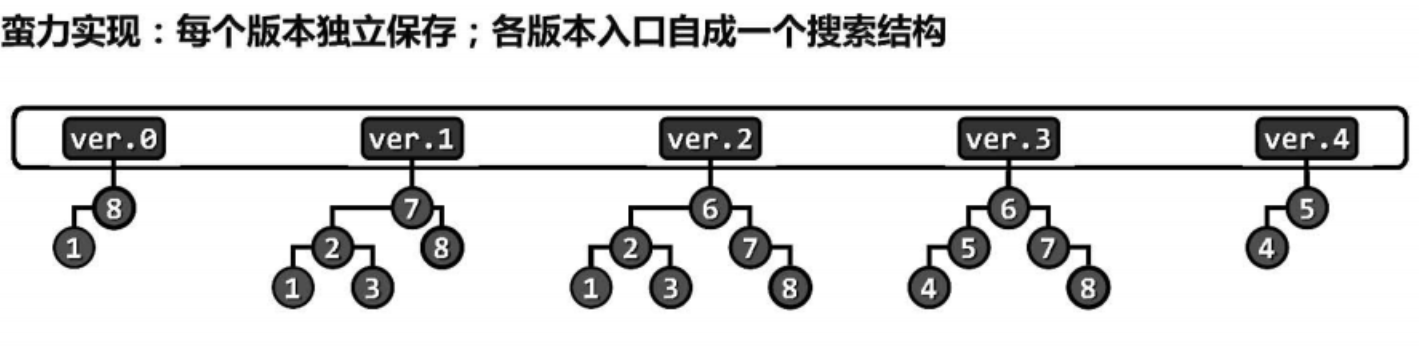 蛮力实现：每个版本独立保存；各版本入口自成一个搜索结构
ver.0 ver.1 ver.2 ver.3 ver.4
8 7 6 6 5
1 2 8 2 7 5 7 4
1 3 1 3 8 4 8